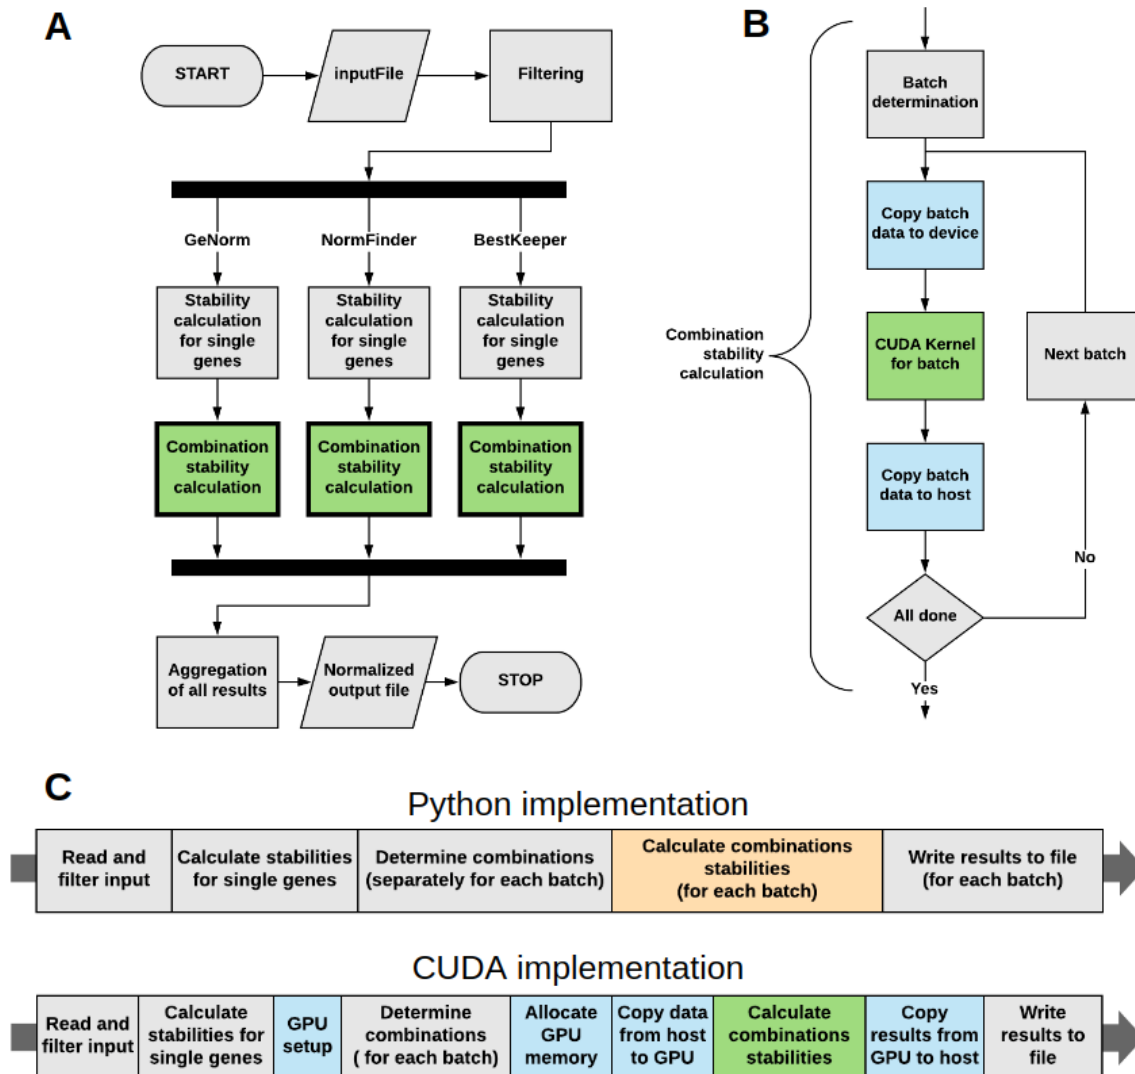 A
START
inputFile
Filtering
GeNorm
NormFinder
BestKeeper
Stability
calculation
for single
genes
Stability
calculation
for single
genes
Stability
calculation
for single
genes
Combination
stability
calculation
Combination
stability
calculation
Combination
stability
calculation
Aggregation
of all results
Normalized
output file
STOP
B
Batch
determination
Copy batch
data to device
CUDA Kernel
for batch
Next batch
Combination
stability
calculation
Copy batch
data to host
No
All done
Yes
C
Python implementation
Read and
filter input
Calculate stabilities
for single genes
Determine combinations
(separately for each batch)
Calculate combinations
stabilities
(for each batch)
Write results to file
(for each batch)
CUDA implementation
Read and
filter input
Calculate
stabilities for
single genes
GPU
setup
Determine
combinations
( for each batch)
Allocate
GPU
memory
Copy data
from host
to GPU
Calculate
combinations
stabilities
Copy
results from
GPU to host
Write
results to
file